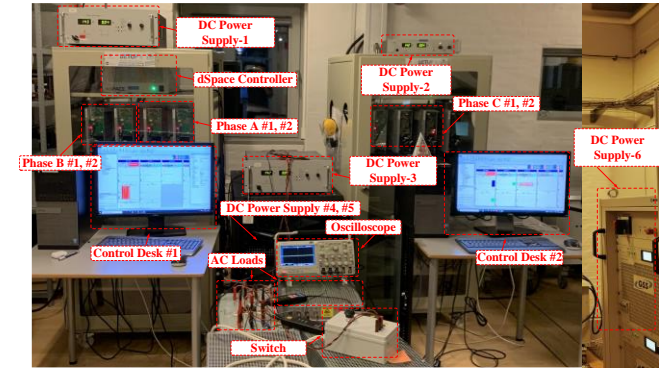 DC Power
Supply-1
dSpace Controller
Phase A #1, #2
Phase B #1, #2
DC Power
Supply-2
Phase C #1, #2
DC Power
Supply-3
DC Power
Supply-6
DC Power Supply #4, #5
Oscilloscope
Control Desk #1
AC Loads
Control Desk #2
Switch